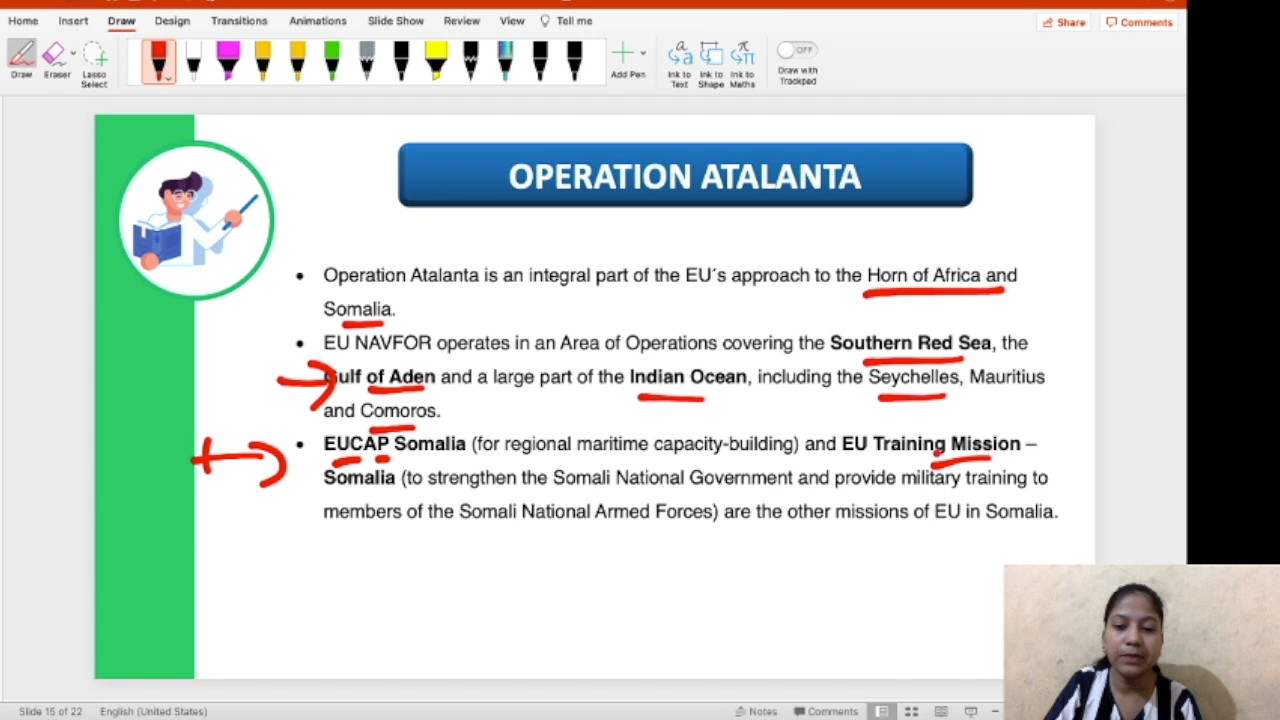 Home Insert Draw Design Transitions Animations Slide Show Review View Tell me Share Comments
Draw Eraser Lasso Select Add Pen Ink to Text Ink to Shape Ink to Maths OFF Draw with Trackpad
OPERATION ATALANTA
• Operation Atalanta is an integral part of the EU´s approach to the Horn of Africa and
Somalia.
• EU NAVFOR operates in an Area of Operations covering the Southern Red Sea, the
Gulf of Aden and a large part of the Indian Ocean, including the Seychelles, Mauritius
and Comoros.
• EUCAP Somalia (for regional maritime capacity-building) and EU Training Mission –
Somalia (to strengthen the Somali National Government and provide military training to
members of the Somali National Armed Forces) are the other missions of EU in Somalia.
Slide 15 of 22 English (United States) Notes Comments